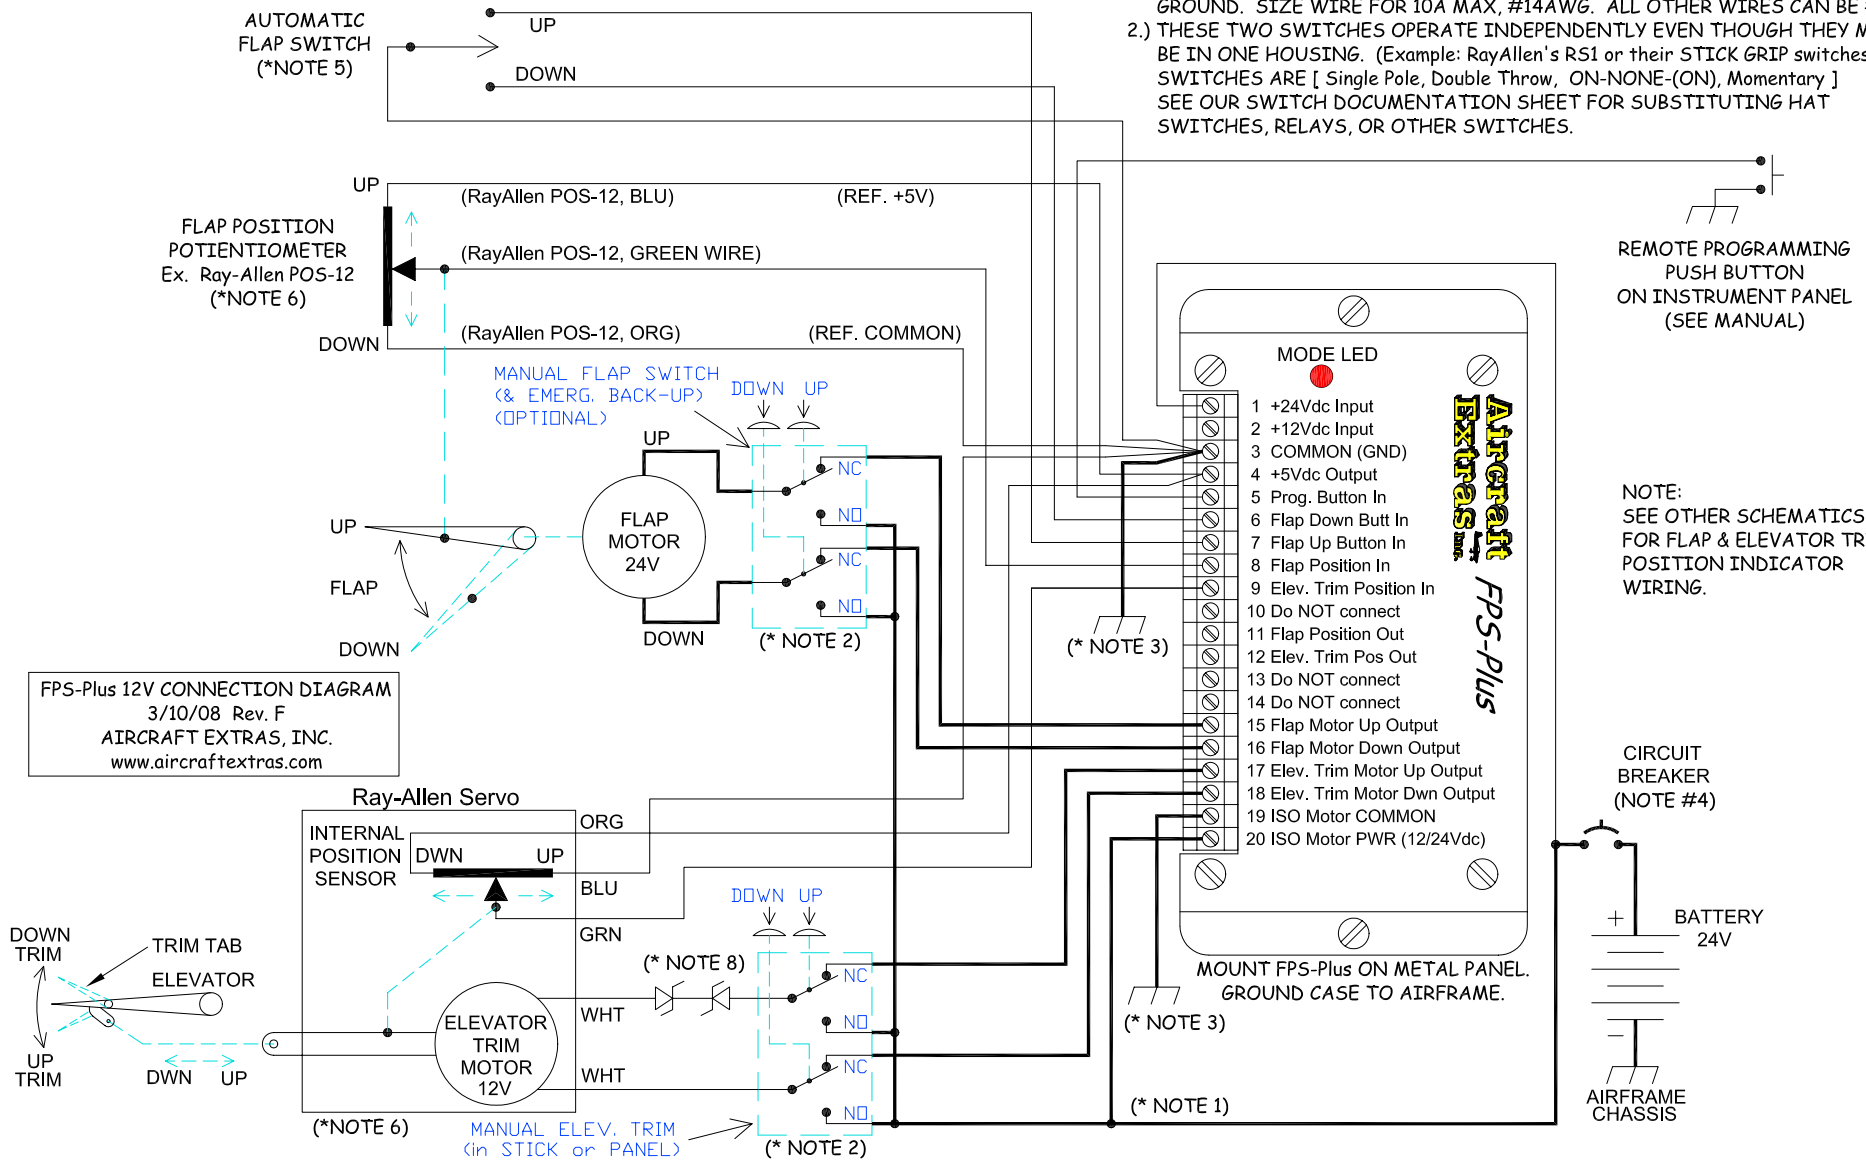 AUTOMATIC
FLAP SWITCH
(*NOTE 5)
UP
DOWN
GROUND. SIZE WIRE FOR 10A MAX, #14AWG. ALL OTHER WIRES CAN BE
2.) THESE TWO SWITCHES OPERATE INDEPENDENTLY EVEN THOUGH THEY
BE IN ONE HOUSING. (Example: RayAllen's RS1 or their STICK GRIP switches
SWITCHES ARE [ Single Pole, Double Throw, ON-NONE-(ON), Momentary ]
SEE OUR SWITCH DOCUMENTATION SHEET FOR SUBSTITUTING HAT
SWITCHES, RELAYS, OR OTHER SWITCHES.
UP
(RayAllen POS-12, BLU)
(REF. +5V)
FLAP POSITION
POTIENTIOMETER
Ex. Ray-Allen POS-12
(*NOTE 6)
(RayAllen POS-12, GREEN WIRE)
DOWN
(RayAllen POS-12, ORG)
(REF. COMMON)
REMOTE PROGRAMMING
PUSH BUTTON
ON INSTRUMENT PANEL
(SEE MANUAL)
MANUAL FLAP SWITCH
(& EMERG. BACK-UP)
(OPTIONAL)
DOWN UP
UP
NC
NO
NC
NO
FLAP
MOTOR
24V
DOWN
(* NOTE 2)
UP
FLAP
DOWN
(* NOTE 3)
MODE LED
1 +24Vdc Input
2 +12Vdc Input
3 COMMON (GND)
4 +5Vdc Output
5 Prog. Button In
6 Flap Down Butt In
7 Flap Up Button In
8 Flap Position In
9 Elev. Trim Position In
10 Do NOT connect
11 Flap Position Out
12 Elev. Trim Pos Out
13 Do NOT connect
14 Do NOT connect
15 Flap Motor Up Output
16 Flap Motor Down Output
17 Elev. Trim Motor Up Output
18 Elev. Trim Motor Dwn Output
19 ISO Motor COMMON
20 ISO Motor PWR (12/24Vdc)
Aircraft
Extras Inc.
FPS-Plus
NOTE:
SEE OTHER SCHEMATICS
FOR FLAP & ELEVATOR
POSITION INDICATOR
WIRING.
FPS-Plus 12V CONNECTION DIAGRAM
3/10/08 Rev. F
AIRCRAFT EXTRAS, INC.
www.aircraftextras.com
CIRCUIT
BREAKER
(NOTE #4)
Ray-Allen Servo
INTERNAL
POSITION
SENSOR
DWN UP
ORG
BLU
GRN
DOWN UP
(* NOTE 8)
NC
NO
NC
NO
WHT
WHT
ELEVATOR
TRIM
MOTOR
12V
DOWN
TRIM
TRIM TAB
ELEVATOR
UP
TRIM
DWN UP
(*NOTE 6)
MANUAL ELEV. TRIM
(in STICK or PANEL)
(* NOTE 2)
(* NOTE 1)
MOUNT FPS-Plus ON METAL PANEL.
GROUND CASE TO AIRFRAME.
(* NOTE 3)
+
BATTERY
24V
−
AIRFRAME
CHASSIS